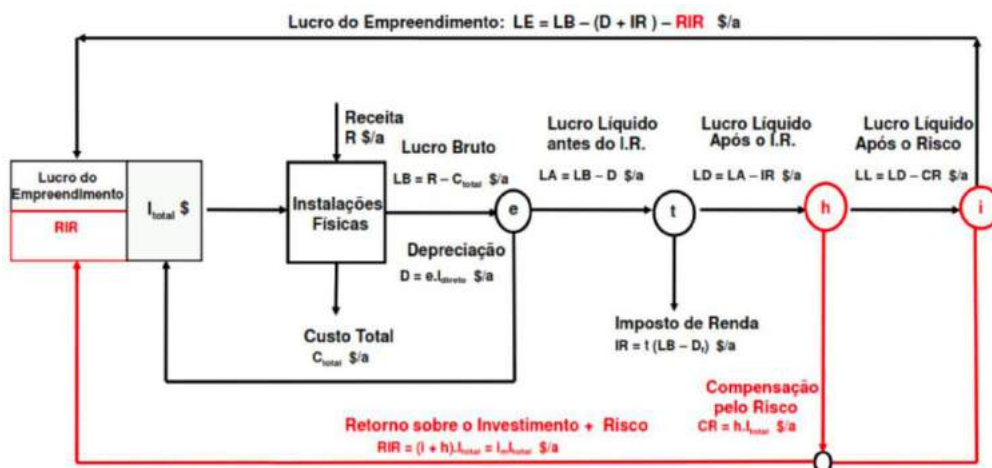 Lucro do Empreendimento: LE = LB – (D + IR ) – RIR $/a
Receita
R $/a
Lucro Bruto
LB = R – Ctotal $/a
Lucro Líquido
antes do I.R.
LA = LB – D $/a
Lucro Líquido
Após o I.R.
LD = LA – IR $/a
Lucro Líquido
Após o Risco
LL = LD – CR $/a
Lucro do
Empreendimento
RIR
Itotal $
Instalações
Físicas
e
t
h
i
Depreciação
D = e.Idireto $/a
Custo Total
Ctotal $/a
Imposto de Renda
IR = t (LB – Df) $/a
Compensação
pelo Risco
CR = h.Itotal $/a
Retorno sobre o Investimento + Risco
RIR = (i + h).Itotal = imItotal $/a